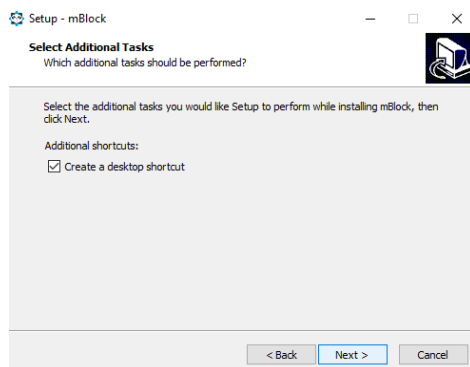 Setup - mBlock
Select Additional Tasks
Which additional tasks should be performed?
Select the additional tasks you would like Setup to perform while installing mBlock, then
click Next.
Additional shortcuts:
Create a desktop shortcut
< Back
Next >
Cancel